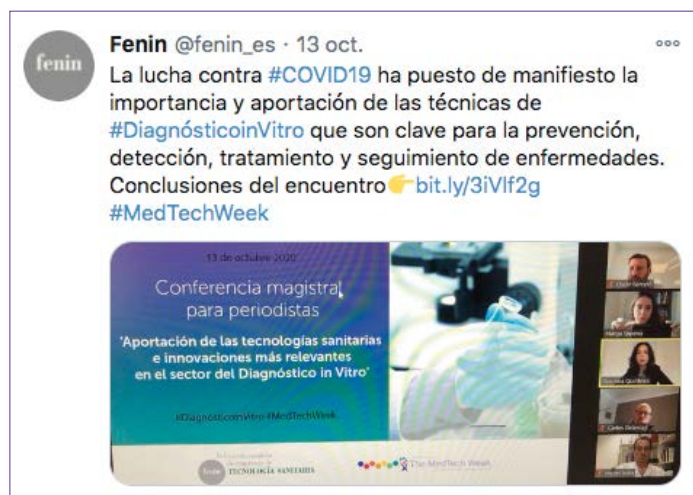 fenin
Fenin @fenin_es · 13 oct.
La lucha contra #COVID19 ha puesto de manifiesto la
importancia y aportación de las técnicas de
#DiagnósticoinVitro que son clave para la prevención,
detección, tratamiento y seguimiento de enfermedades.
Conclusiones del encuentro👉bit.ly/3iVlf2g
#MedTechWeek
13 de octubre 2020
Conferencia magistral
para periodistas
'Aportación de las tecnologías sanitarias
e innovaciones más relevantes
en el sector del Diagnóstico in Vitro'
#DiagnósticoinVitro #MedTechWeek
fenin
TECNOLOGÍA SANITARIA
The MedTech Week